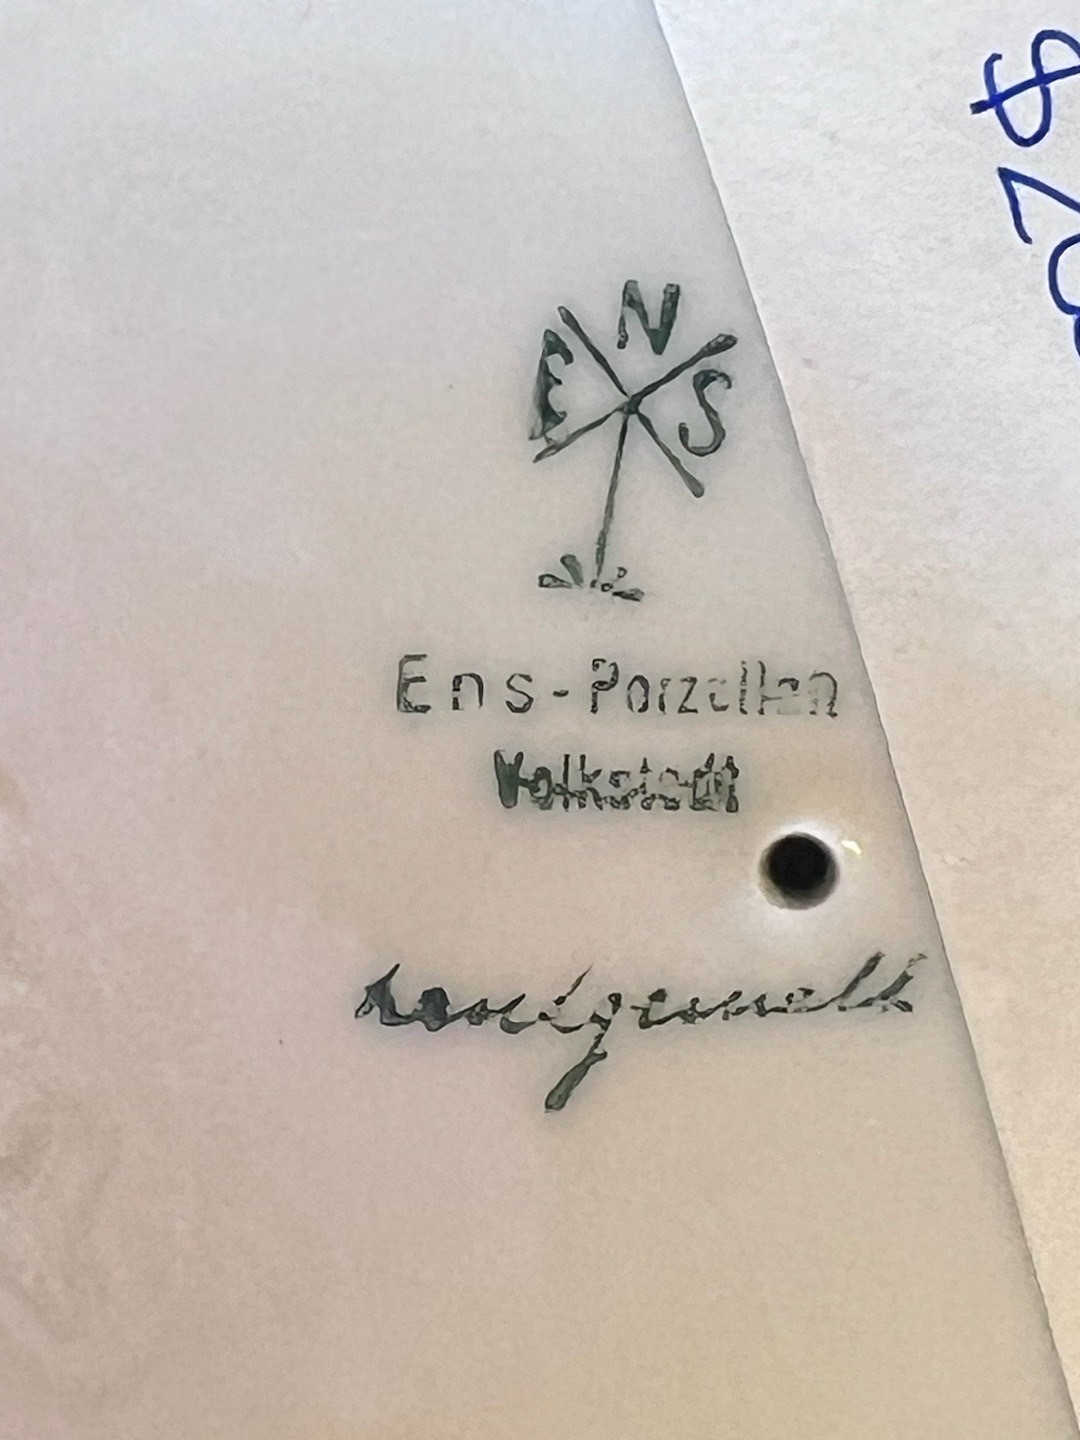 E N S
Ens-Porzellan
Volkstedt
handgemalt